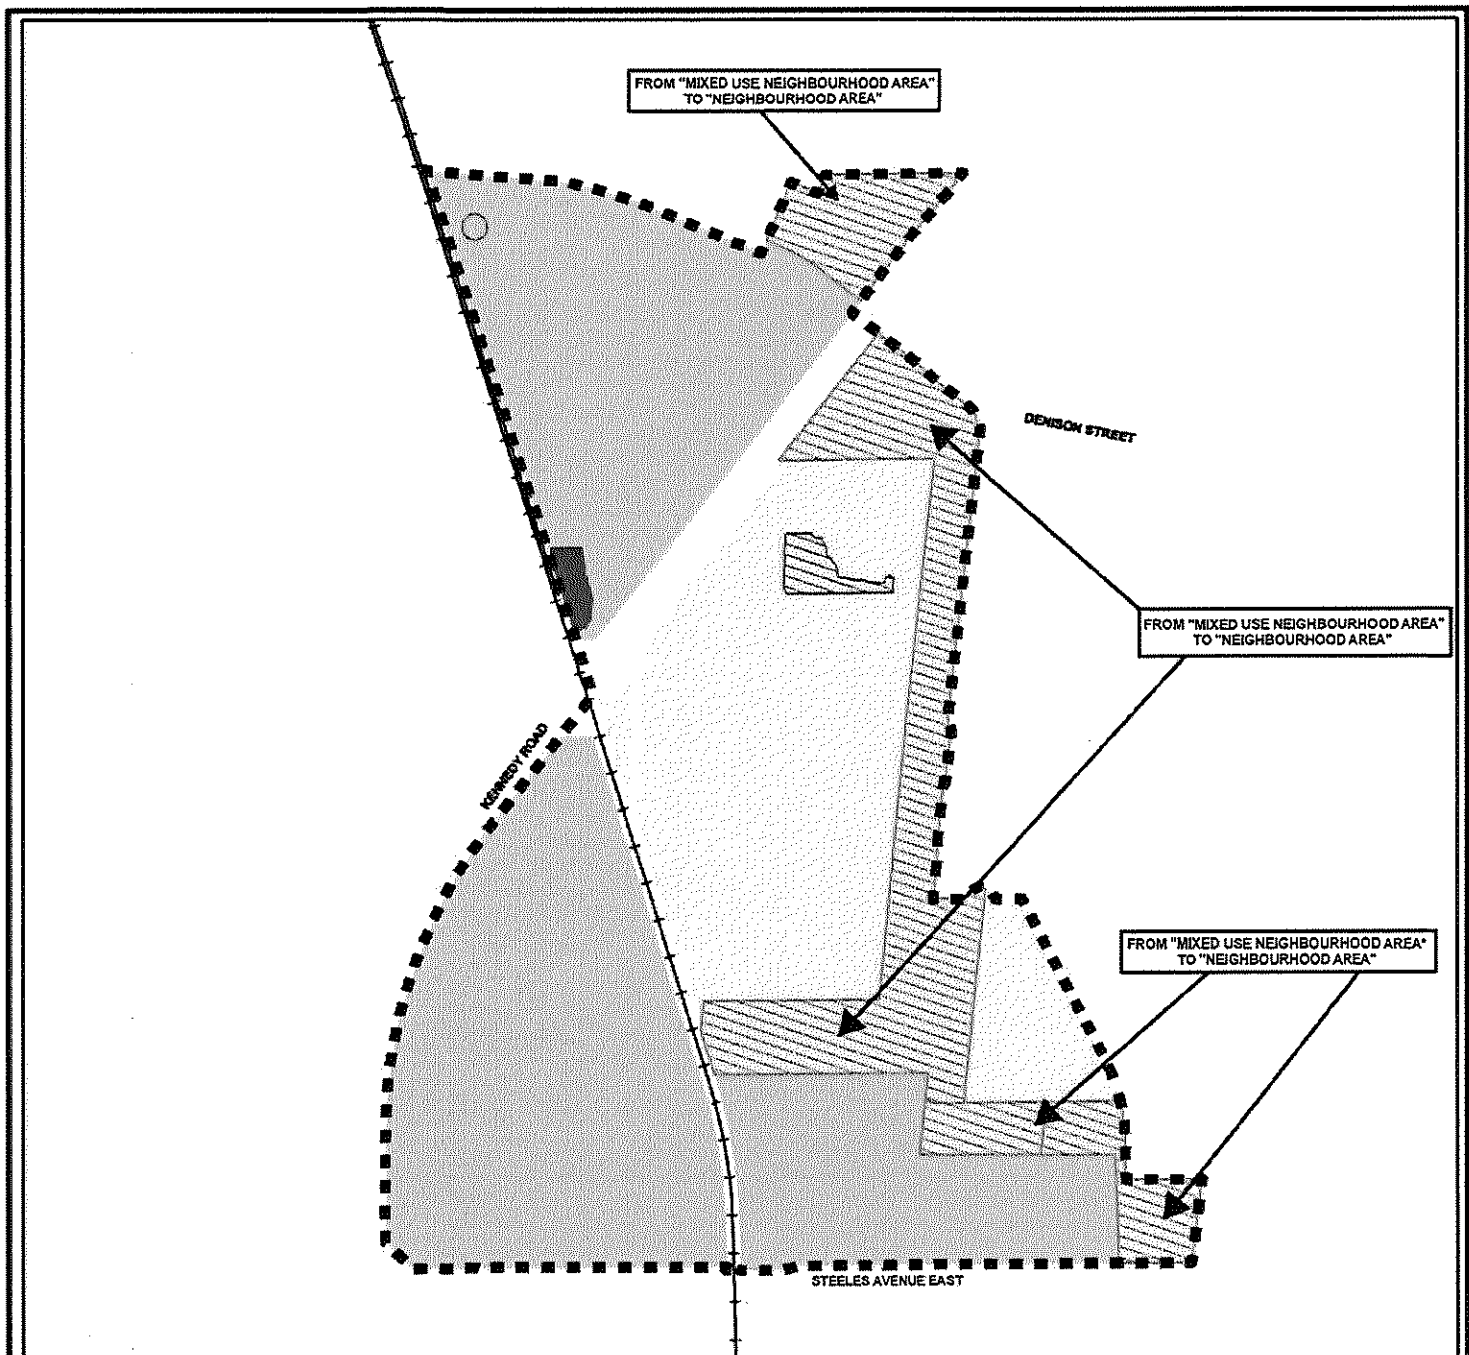 FROM "MIXED USE NEIGHBOURHOOD AREA"
TO "NEIGHBOURHOOD AREA"
DENISON STREET
FROM "MIXED USE NEIGHBOURHOOD AREA"
TO "NEIGHBOURHOOD AREA"
KENNEDY ROAD
FROM "MIXED USE NEIGHBOURHOOD AREA"
TO "NEIGHBOURHOOD AREA"
STEELES AVENUE EAST